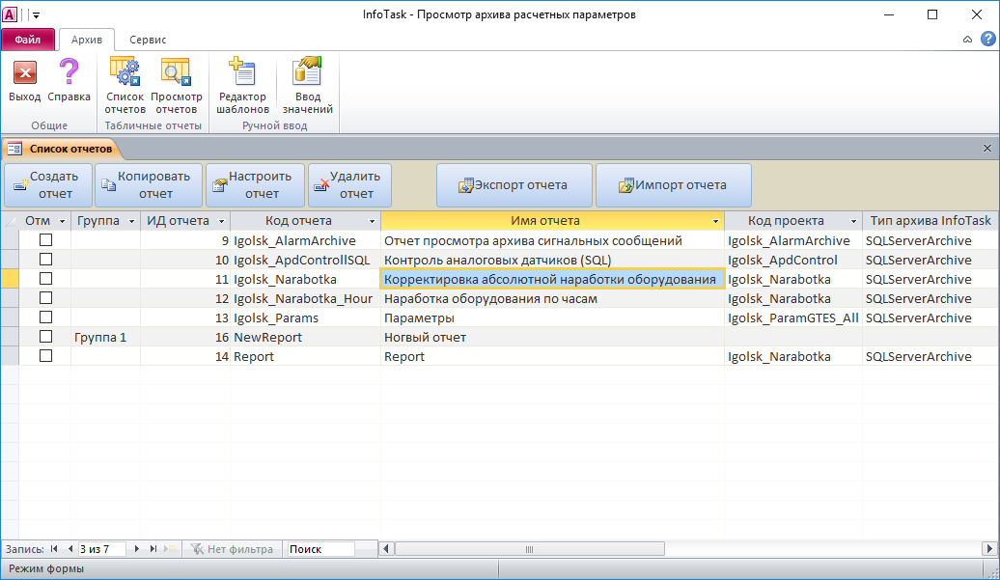 InfoTask - Просмотр архива расчетных параметров
Файл Архив Сервис
Выход Справка Список отчетов Просмотр отчетов Редактор шаблонов Ввод значений
Общие Табличные отчеты Ручной ввод
Список отчетов
Создать отчет Копировать отчет Настроить отчет Удалить отчет Экспорт отчета Импорт отчета
Отм Группа ИД отчета Код отчета Имя отчета Код проекта Тип архива InfoTask
9 Igolsk_AlarmArchive Отчет просмотра архива сигнальных сообщений Igolsk_AlarmArchive SQLServerArchive
10 Igolsk_ApdControllSQL Контроль аналоговых датчиков (SQL) Igolsk_ApdControl SQLServerArchive
11 Igolsk_Narabotka Корректировка абсолютной наработки оборудования Igolsk_Narabotka SQLServerArchive
12 Igolsk_Narabotka_Hour Наработка оборудования по часам Igolsk_Narabotka SQLServerArchive
13 Igolsk_Params Параметры Igolsk_ParamGTES_All SQLServerArchive
Группа 1 16 NewReport Ногвый отчет
14 Report Report Igolsk_Narabotka SQLServerArchive
Запись: 3 из 7 Нет фильтра Поиск
Режим формы